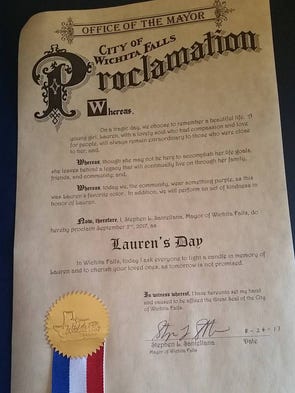 OFFICE OF THE MAYOR
CITY OF
WICHITA FALLS
Proclamation
Whereas,
On a tragic day, we choose to remember a beautiful life. A
young girl, Lauren, with a lovely soul who had compassion and love
for people, will always remain extraordinary to those who were close
to her; and,
Whereas, though she may not be here to accomplish her life goals,
she leaves behind a legacy that will continually live on through her family,
friends, and community; and,
Whereas, today we, the community, wear something purple, as this
was Lauren's favorite color. In addition, we will perform an act of kindness in
honor of Lauren.
Now, therefore, I, Stephen L. Santellana, Mayor of Wichita Falls, do
hereby proclaim September 2nd, 2017, as
Lauren's Day
In Wichita Falls, today I ask everyone to light a candle in memory of
Lauren and to cherish your loved ones, as tomorrow is not promised.
In witness whereof, I have hereunto set my hand
and caused to be affixed the Great Seal of the City
of Wichita Falls
8-24-17
Stephen L. Santellana
Date
Mayor of Wichita Falls
Wichita Falls